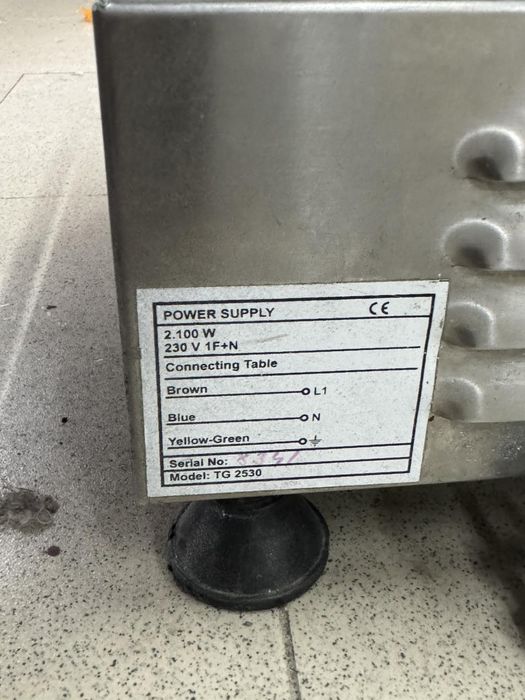 POWER SUPPLY CE
2.100 W
230 V 1F+N
Connecting Table
Brown L1
Blue N
Yellow-Green
Serial No:
Model: TG 2530